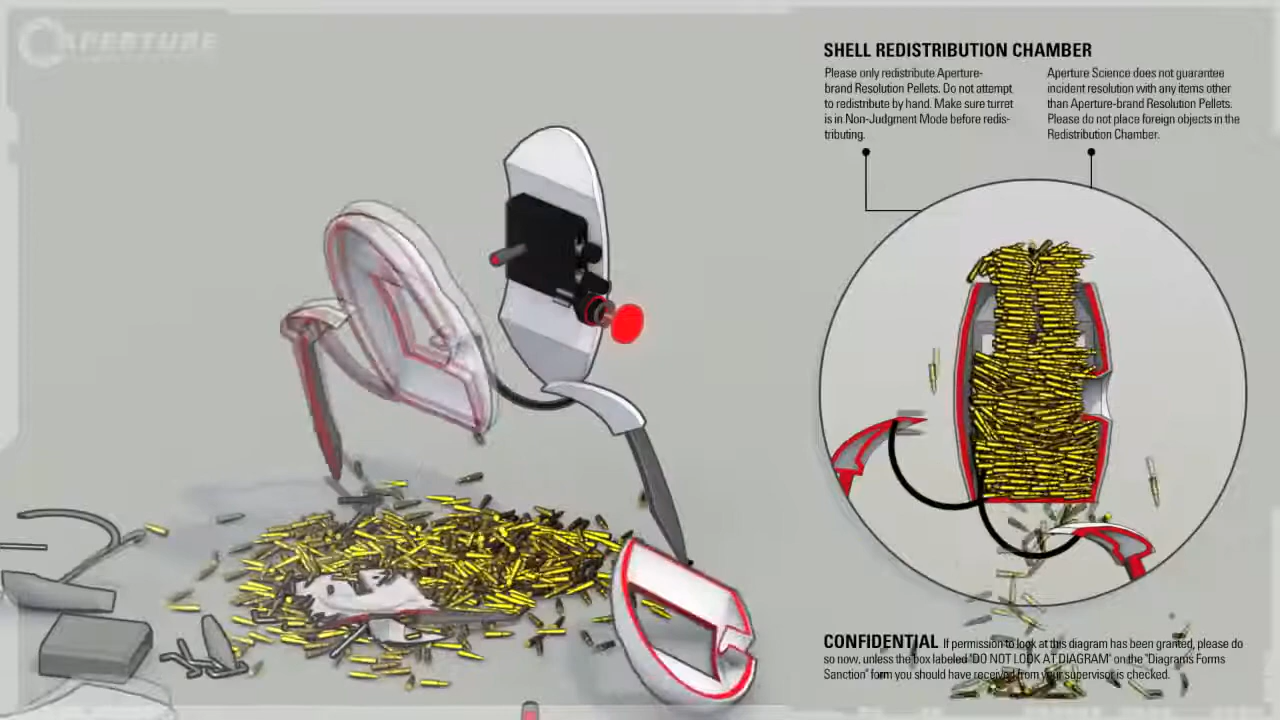 APERTURE
SHELL REDISTRIBUTION CHAMBER
Please only redistribute Aperture-
brand Resolution Pellets. Do not attempt
to redistribute by hand. Make sure turret
is in Non-Judgment Mode before redis-
tributing.
Aperture Science does not guarantee
incident resolution with any items other
than Aperture-brand Resolution Pellets.
Please do not place foreign objects in the
Redistribution Chamber.
CONFIDENTIAL If permission to look at this diagram has been granted, please do
so now, unless the box labeled "DO NOT LOOK AT DIAGRAM" on the "Diagrams Forms
Sanction" form you should have received from your supervisor is checked.